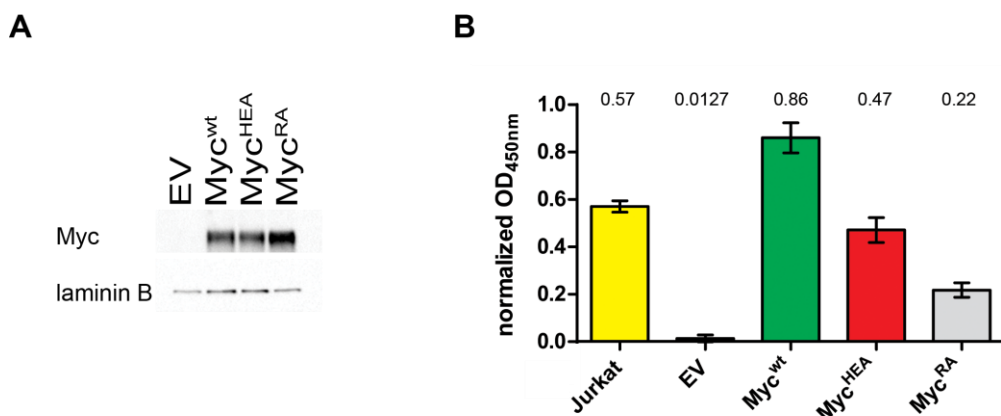 A
EV
Myc^wt
Myc^HEA
Myc^RA
Myc
laminin B
B
0.57 0.0127 0.86 0.47 0.22
normalized OD450nm
1.0
0.8
0.6
0.4
0.2
0.0
Jurkat
EV
Myc^wt
Myc^HEA
Myc^RA